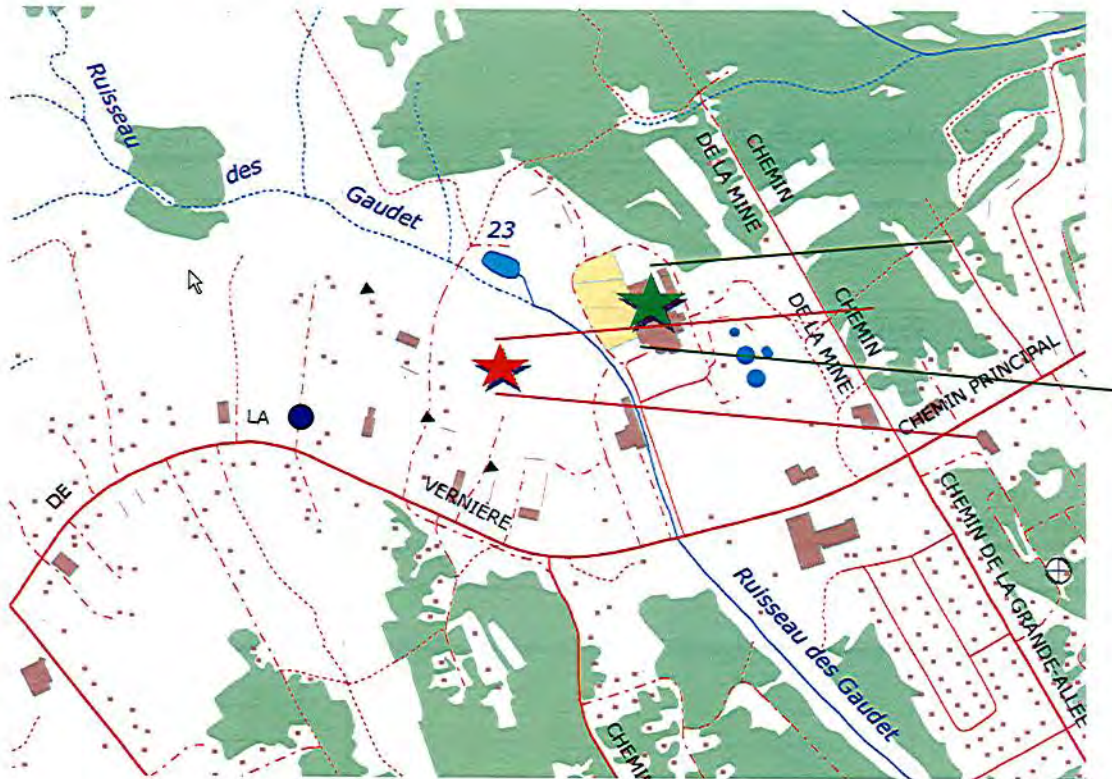 Ruisseau
des
Gaudet
23
CHEMIN
DE LA MINE
CHEMIN
DE LA MINE
CHEMIN PRINCIPAL
LA
DE
VERNIÈRE
CHEMIN DE LA GRANDE-ALLÉE
Ruisseau des Gaudet
CHEMIN